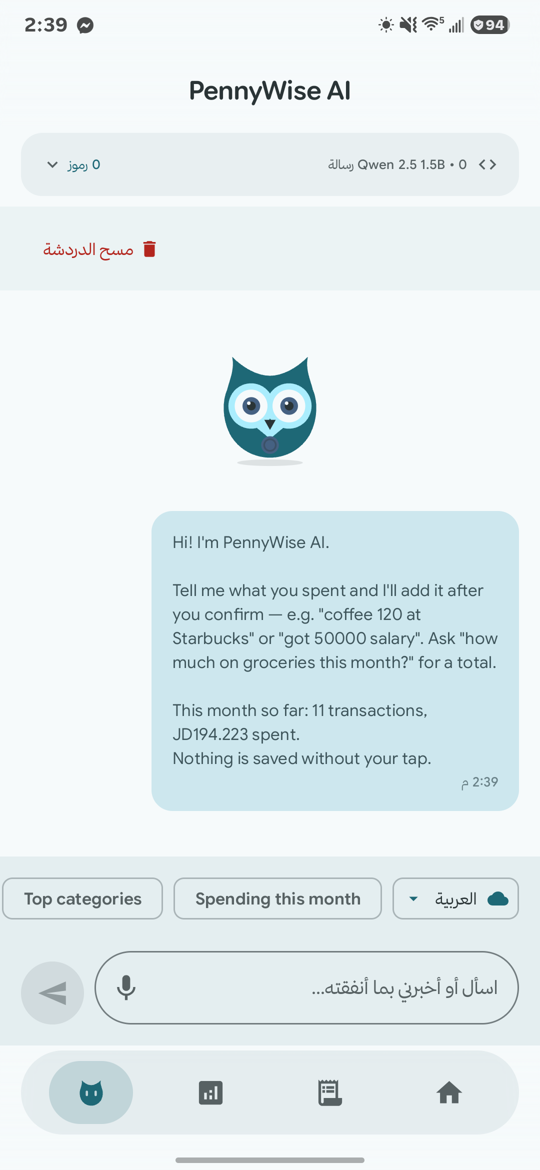 2:39
5
94
PennyWise AI
Qwen 2.5 1.5B • 0 رسالة
0 رموز
مسح الدردشة
Hi! I'm PennyWise AI.
Tell me what you spent and I'll add it after
you confirm — e.g. "coffee 120 at
Starbucks" or "got 50000 salary". Ask "how
much on groceries this month?" for a total.
This month so far: 11 transactions,
JD194.223 spent.
Nothing is saved without your tap.
2:39 م
العربية
Spending this month
Top categories
اسأل أو أخبرني بما أنفقته...